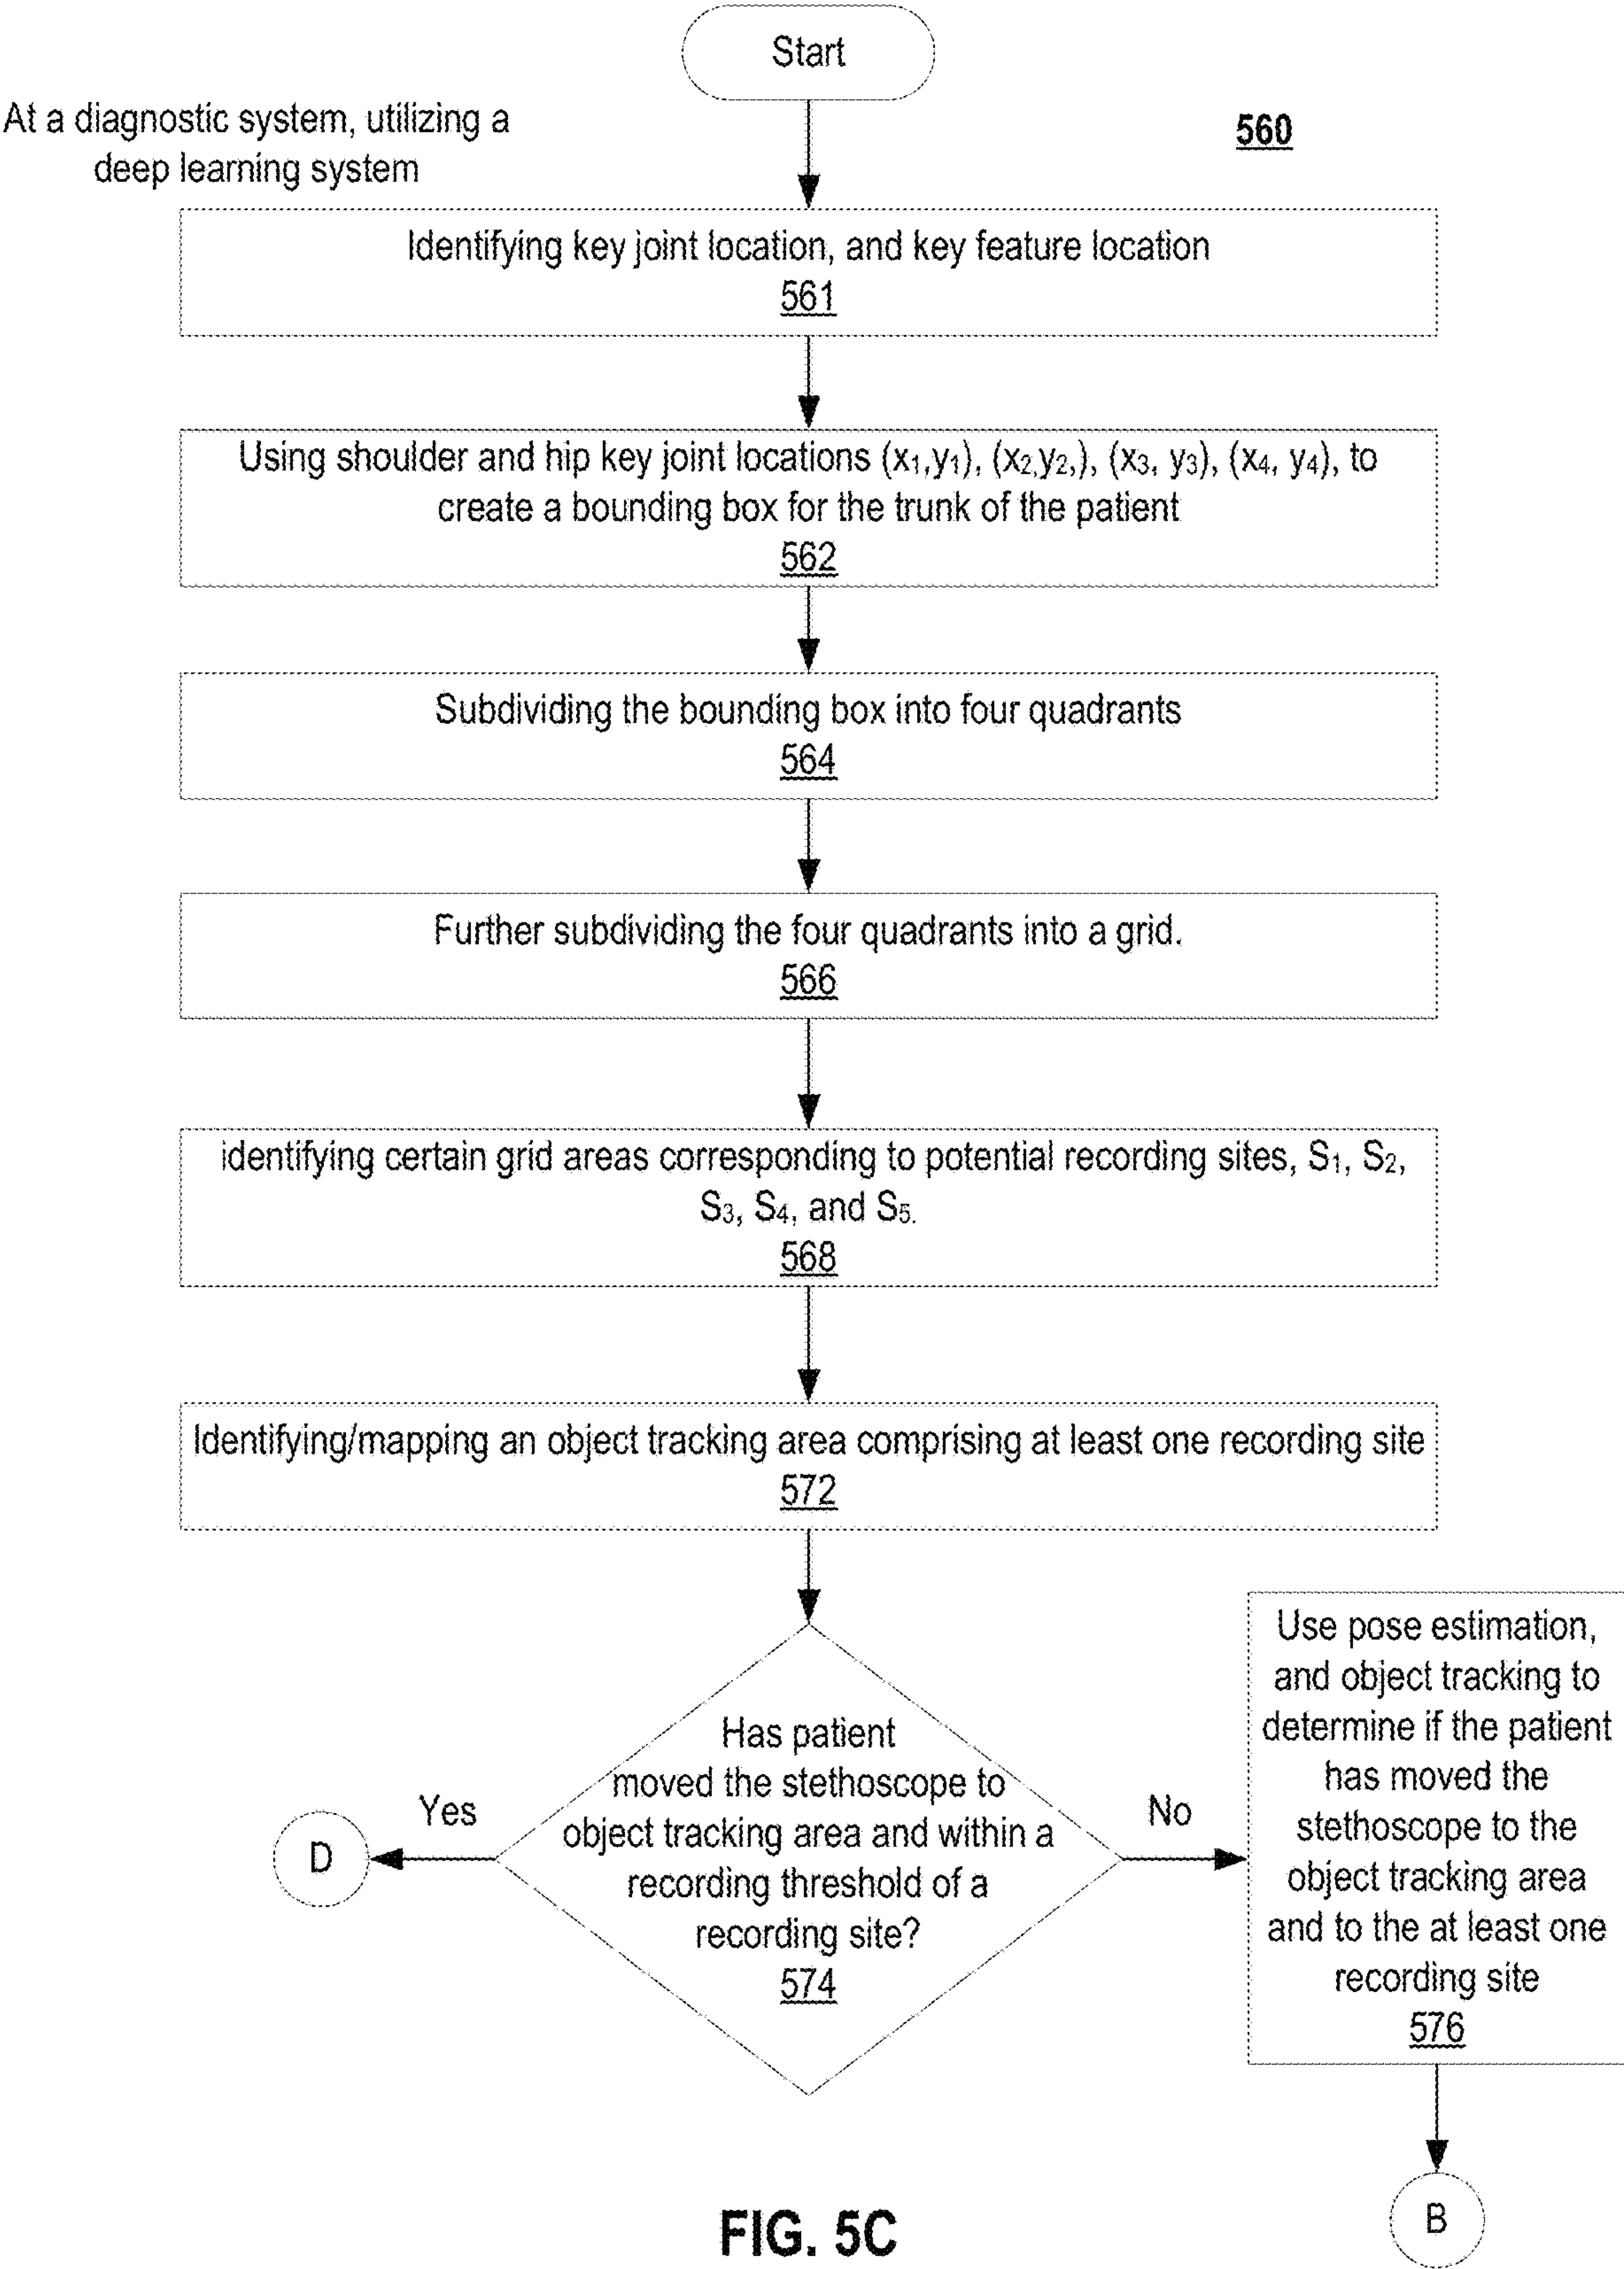 Start
At a diagnostic system, utilizing a
deep learning system
560
Identifying key joint location, and key feature location
561
Using shoulder and hip key joint locations (x₁,y₁), (x₂,y₂,), (x₃, y₃), (x₄, y₄), to
create a bounding box for the trunk of the patient
562
Subdividing the bounding box into four quadrants
564
Further subdividing the four quadrants into a grid.
566
identifying certain grid areas corresponding to potential recording sites, S₁, S₂,
S₃, S₄, and S₅.
568
Identifying/mapping an object tracking area comprising at least one recording site
572
Has patient
moved the stethoscope to
object tracking area and within a
recording threshold of a
recording site?
574
Yes
D
No
Use pose estimation,
and object tracking to
determine if the patient
has moved the
stethoscope to the
object tracking area
and to the at least one
recording site
576
B
FIG. 5C